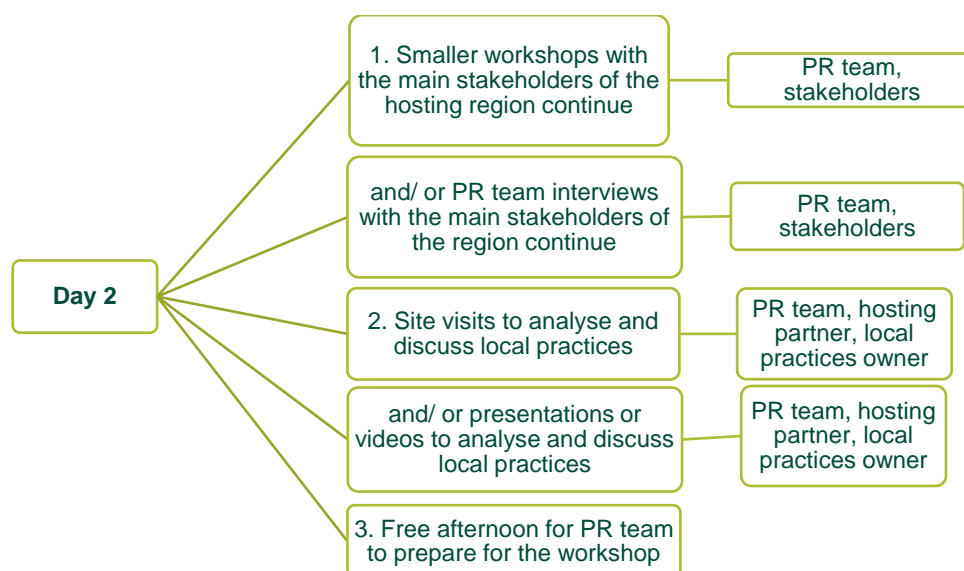 Day 2
1. Smaller workshops with
the main stakeholders of the
hosting region continue
PR team,
stakeholders
and/ or PR team interviews
with the main stakeholders of
the region continue
PR team,
stakeholders
2. Site visits to analyse and
discuss local practices
PR team, hosting
partner, local
practices owner
and/ or presentations or
videos to analyse and discuss
local practices
PR team, hosting
partner, local
practices owner
3. Free afternoon for PR team
to prepare for the workshop